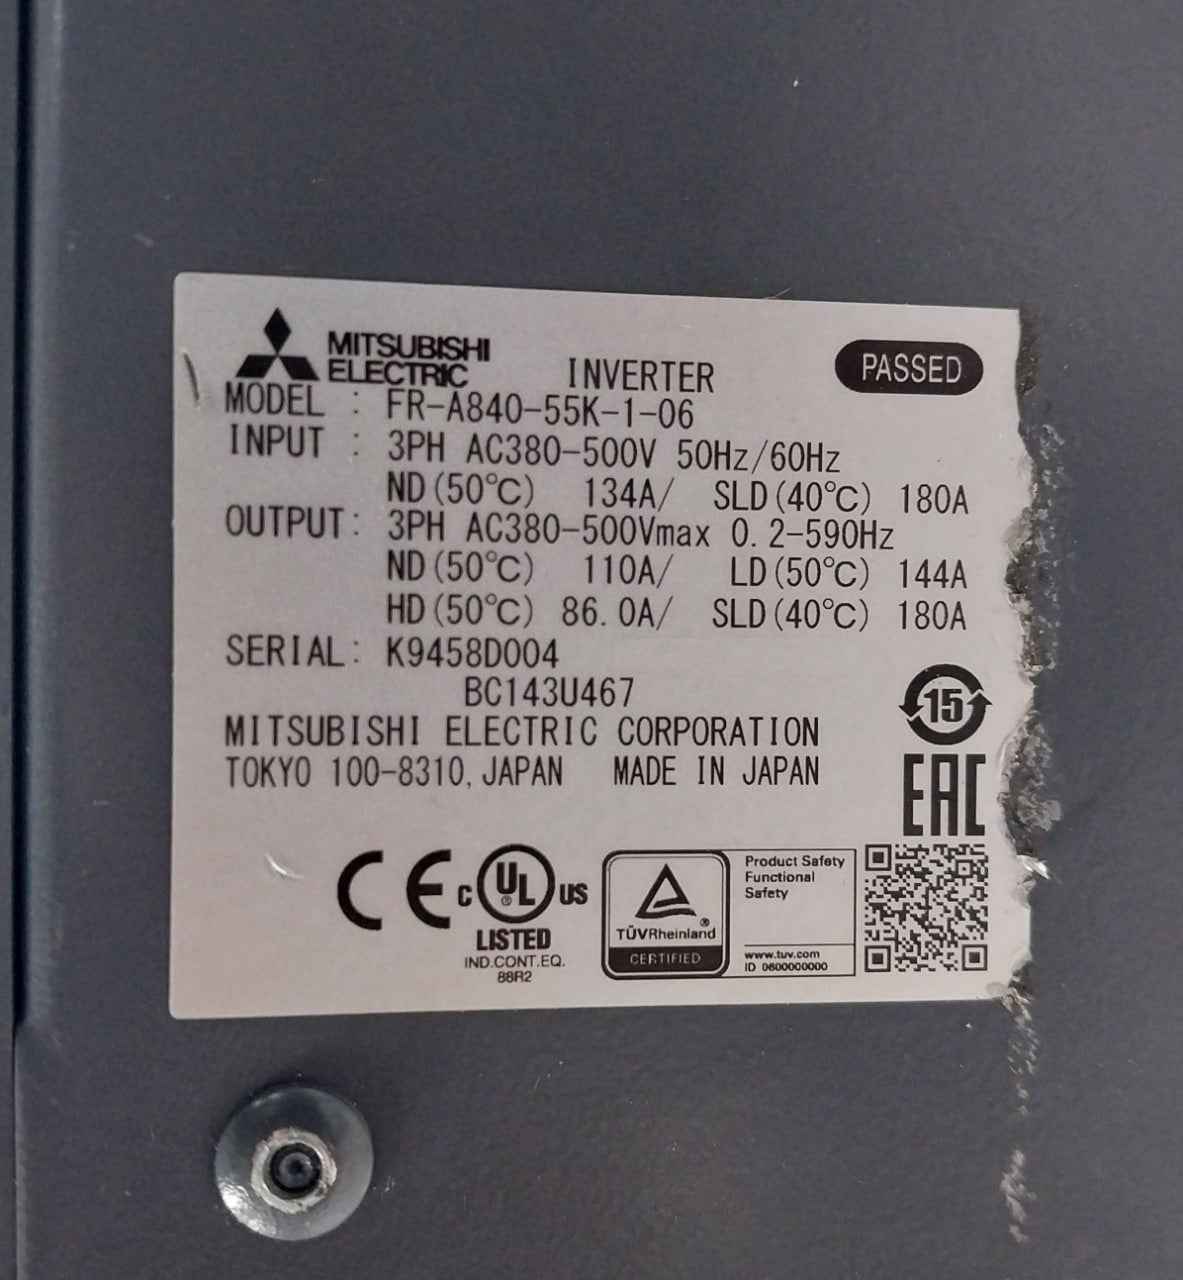 MITSUBISHI
ELECTRIC INVERTER PASSED
MODEL : FR-A840-55K-1-06
INPUT : 3PH AC380-500V 50Hz/60Hz
ND(50℃) 134A/ SLD(40℃) 180A
OUTPUT: 3PH AC380-500Vmax 0.2-590Hz
ND(50℃) 110A/ LD(50℃) 144A
HD(50℃) 86.0A/ SLD(40℃) 180A
SERIAL: K9458D004
BC143U467
MITSUBISHI ELECTRIC CORPORATION
TOKYO 100-8310, JAPAN MADE IN JAPAN
15
EAC
CE
C UL ® US
LISTED
IND.CONT.EQ.
88R2
®
TÜVRheinland
CERTIFIED
Product Safety
Functional
Safety
www.tuv.com
ID 0600000000